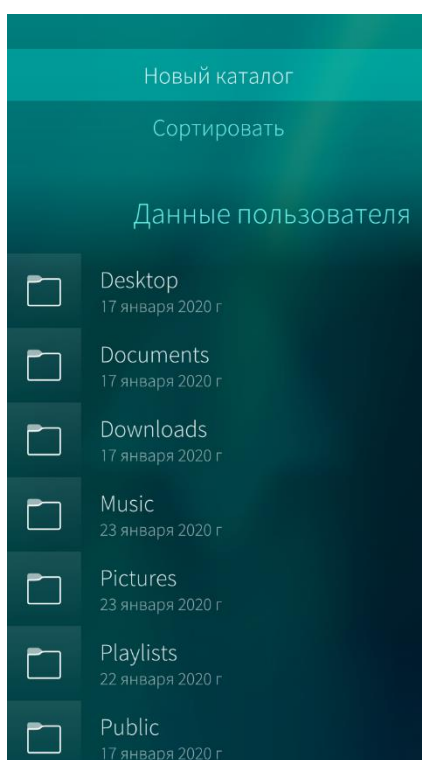 Новый каталог
Сортировать
Данные пользователя
Desktop
17 января 2020 г
Documents
17 января 2020 г
Downloads
17 января 2020 г
Music
23 января 2020 г
Pictures
23 января 2020 г
Playlists
22 января 2020 г
Public
17 января 2020 г